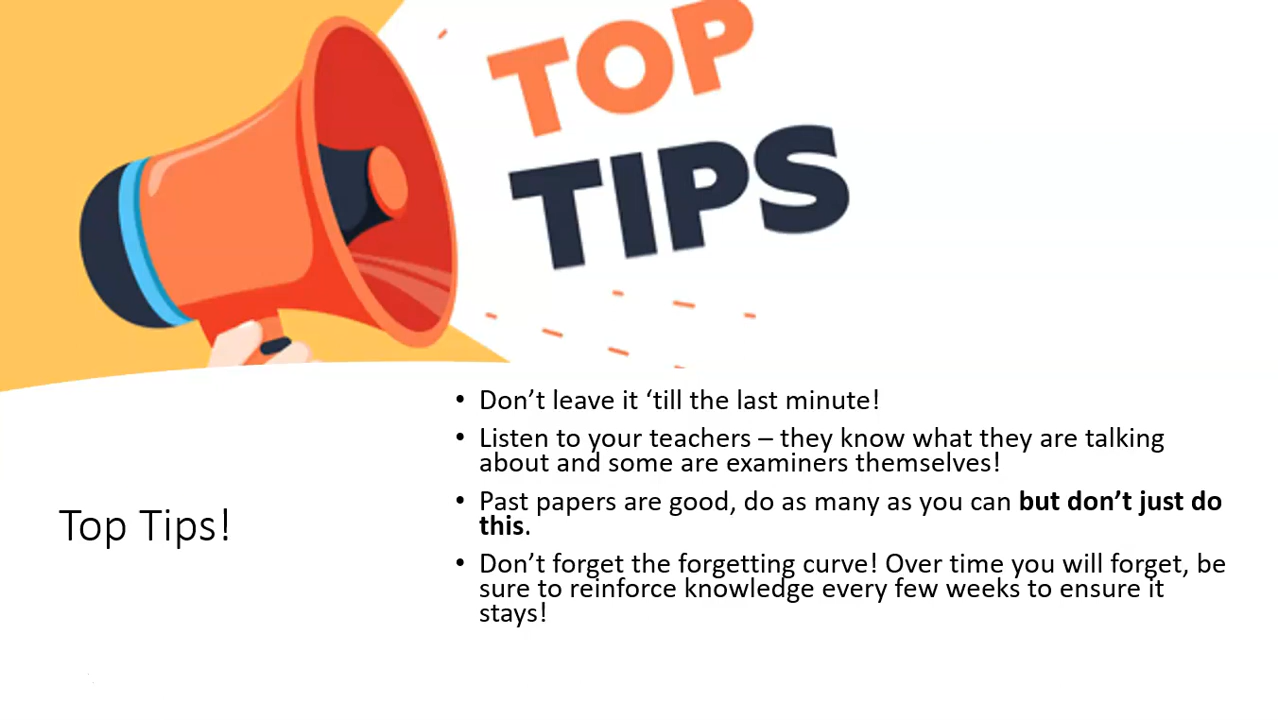 TOP
TIPS
Top Tips!
• Don’t leave it ‘till the last minute!
• Listen to your teachers – they know what they are talking
about and some are examiners themselves!
• Past papers are good, do as many as you can but don’t just do
this.
• Don’t forget the forgetting curve! Over time you will forget, be
sure to reinforce knowledge every few weeks to ensure it
stays!